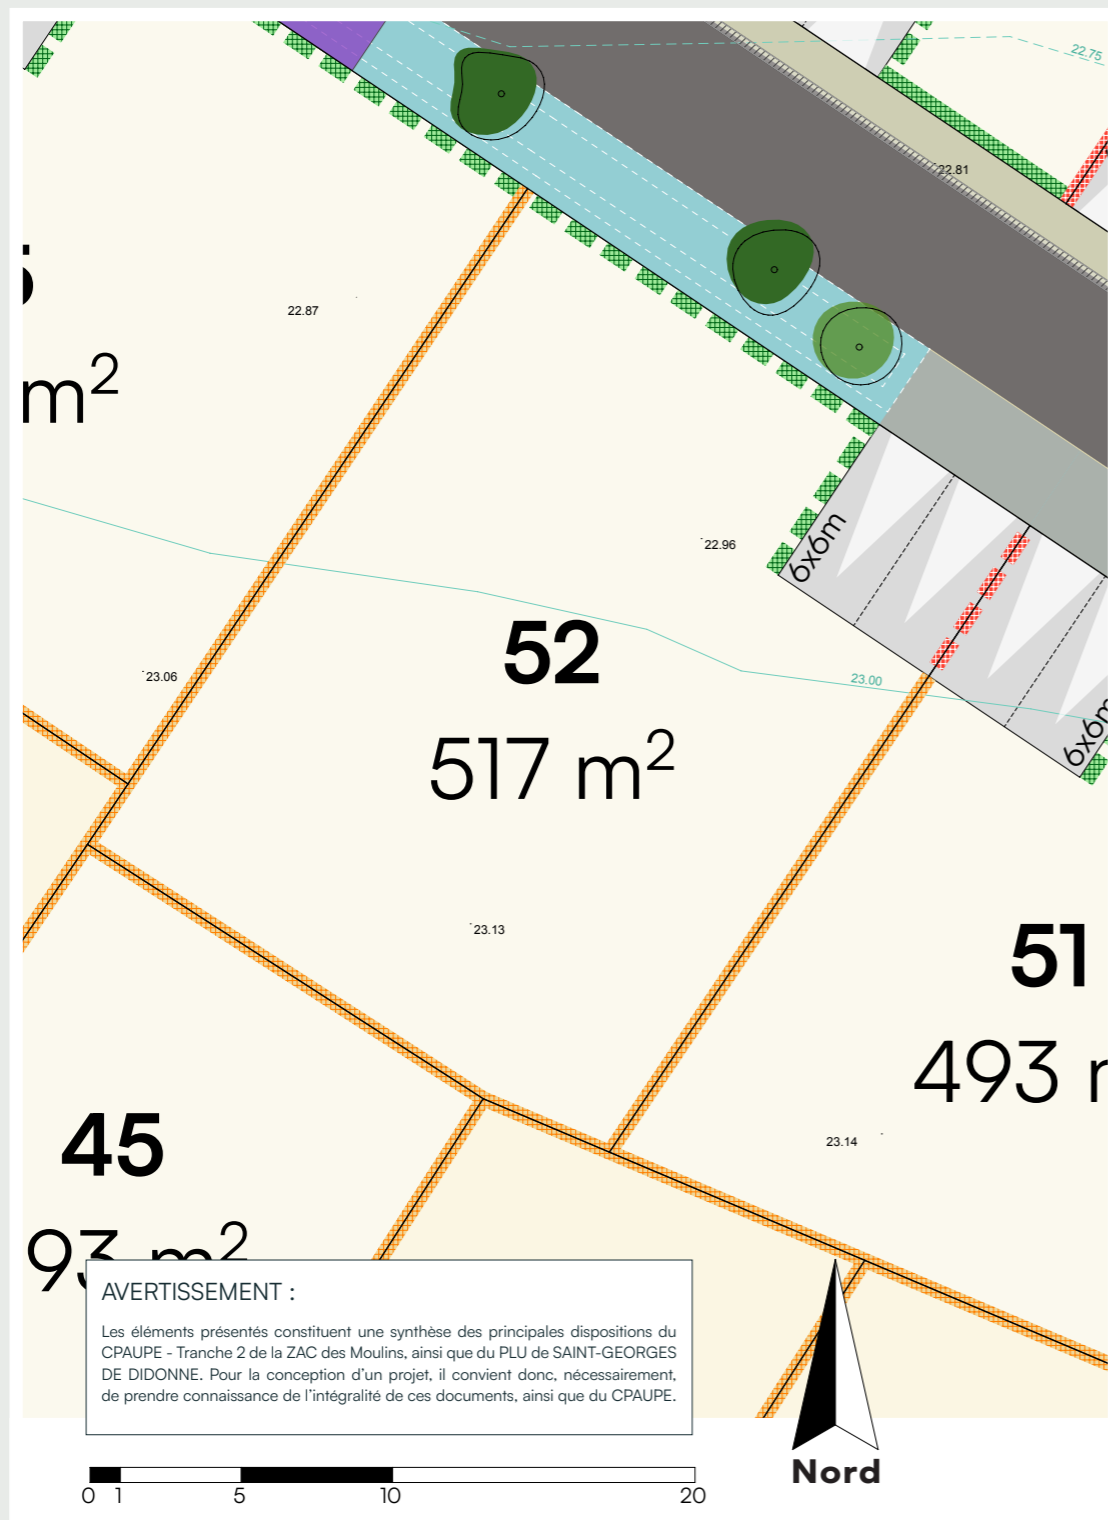 22.75
22.81
22.87
m²
22.96
6x6m
52
23.06
23.00
517 m²
6x6m
23.13
51
493
23.14
45
93 m²
AVERTISSEMENT :
Les éléments présentés constituent une synthèse des principales dispositions du
CPAUPE - Tranche 2 de la ZAC des Moulins, ainsi que du PLU de SAINT-GEORGES
DE DIDONNE. Pour la conception d’un projet, il convient donc, nécessairement,
de prendre connaissance de l’intégralité de ces documents, ainsi que du CPAUPE.
Nord
0 1 5 10 20